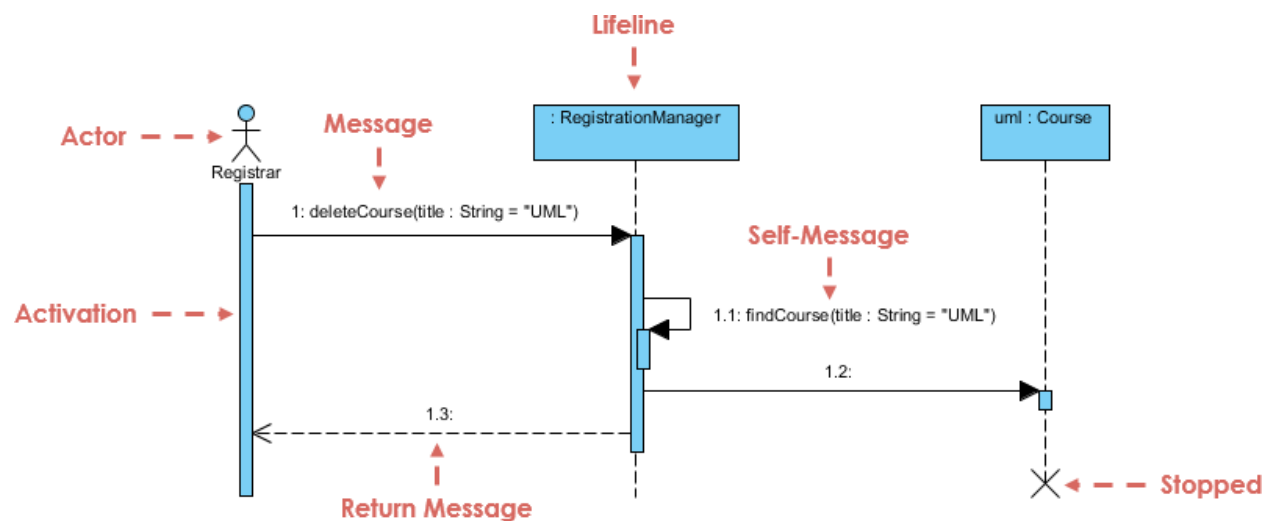 Lifeline
: RegistrationManager
uml : Course
Actor
Message
Registrar
1: deleteCourse(title : String = "UML")
Self-Message
Activation
1.1: findCourse(title : String = "UML")
1.2:
1.3:
Stopped
Return Message